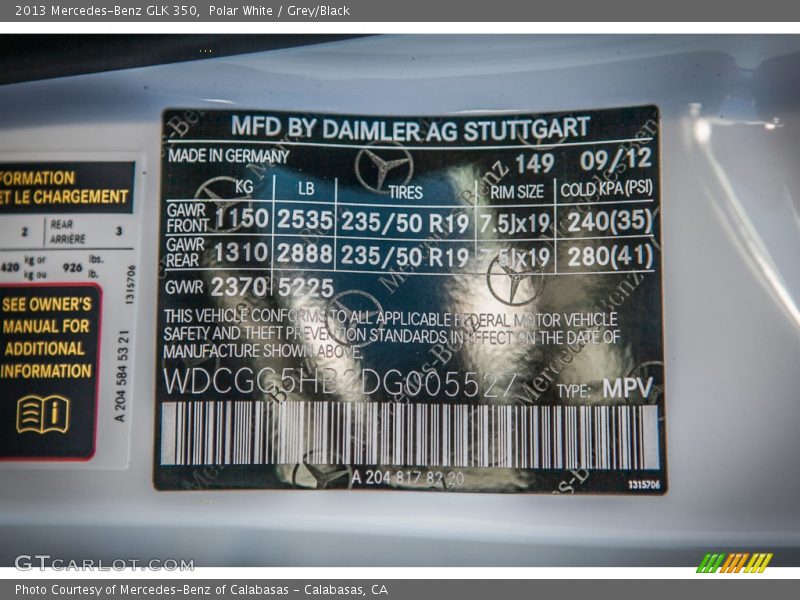 2013 Mercedes-Benz GLK 350, Polar White / Grey/Black
FORMATION
ET LE CHARGEMENT
2 REAR ARRIÈRE 3
420 kg or kg ou 926 lbs. lb.
SEE OWNER'S
MANUAL FOR
ADDITIONAL
INFORMATION
A 204 584 53 21
1315706
MFD BY DAIMLER AG STUTTGART
MADE IN GERMANY 149 09/12
KG LB TIRES RIM SIZE COLD KPA(PSI)
GAWR FRONT 1150 2535 235/50 R19 7.5Jx19 240(35)
GAWR REAR 1310 2888 235/50 R19 7.5Jx19 280(41)
GWR 2370 5225
THIS VEHICLE CONFORMS TO ALL APPLICABLE FEDERAL MOTOR VEHICLE
SAFETY AND THEFT PREVENTION STANDARDS IN EFFECT ON THE DATE OF
MANUFACTURE SHOWN ABOVE.
WDCGG5HB2DG005527 TYPE: MPV
A 204 817 82 20
1315706
GTCARLOT.COM
Photo Courtesy of Mercedes-Benz of Calabasas - Calabasas, CA